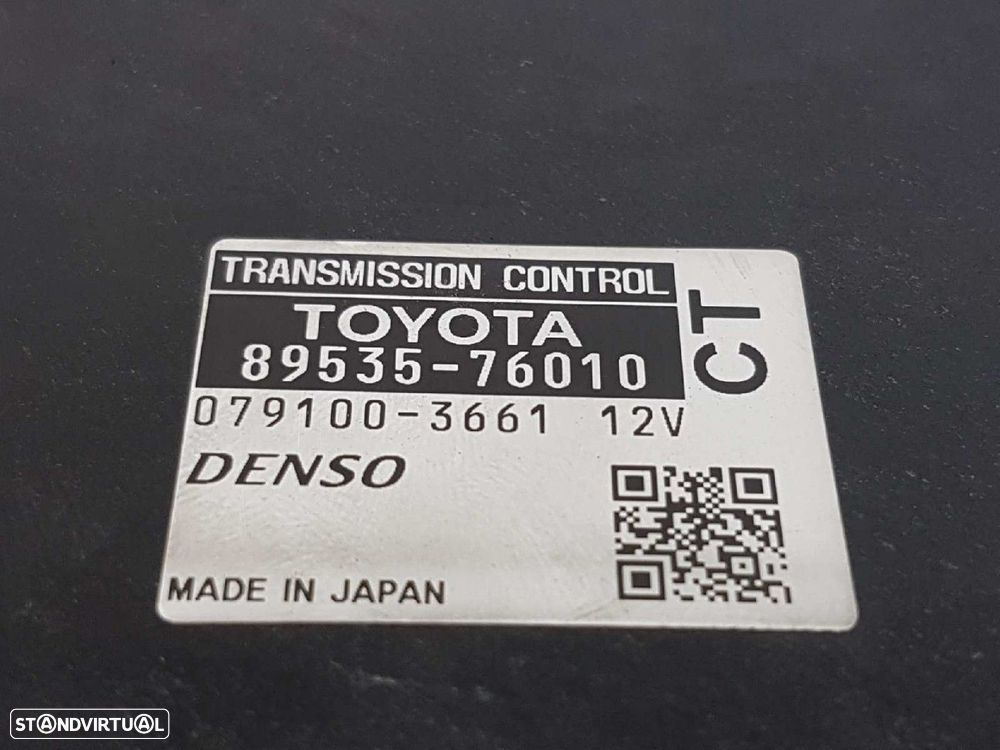 TRANSMISSION CONTROL
TOYOTA
89535-76010
CT
079100-3661 12V
DENSO
MADE IN JAPAN
STANDVIRTUAL